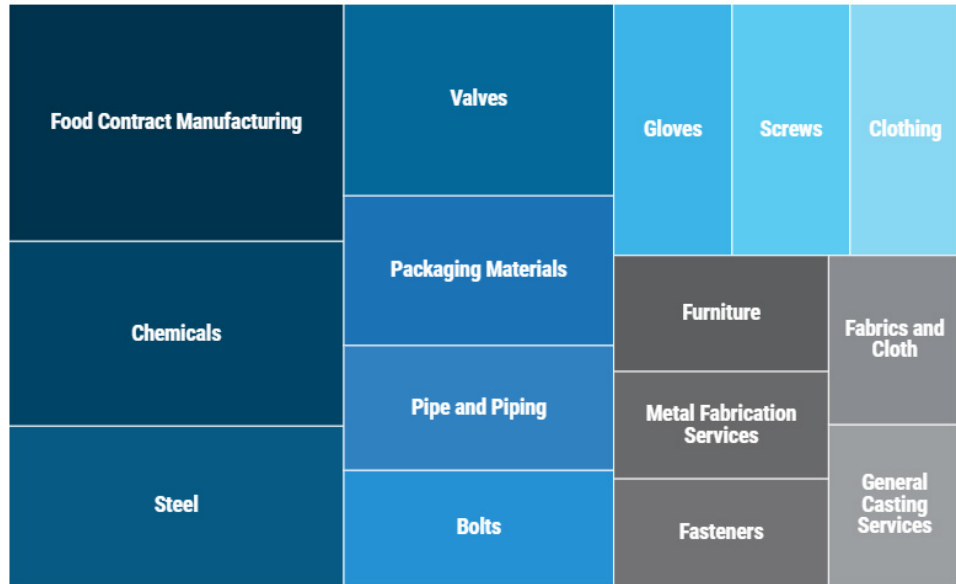 Food Contract Manufacturing
Chemicals
Steel
Valves
Packaging Materials
Pipe and Piping
Bolts
Gloves
Screws
Clothing
Furniture
Metal Fabrication
Services
Fasteners
Fabrics and
Cloth
General
Casting
Services